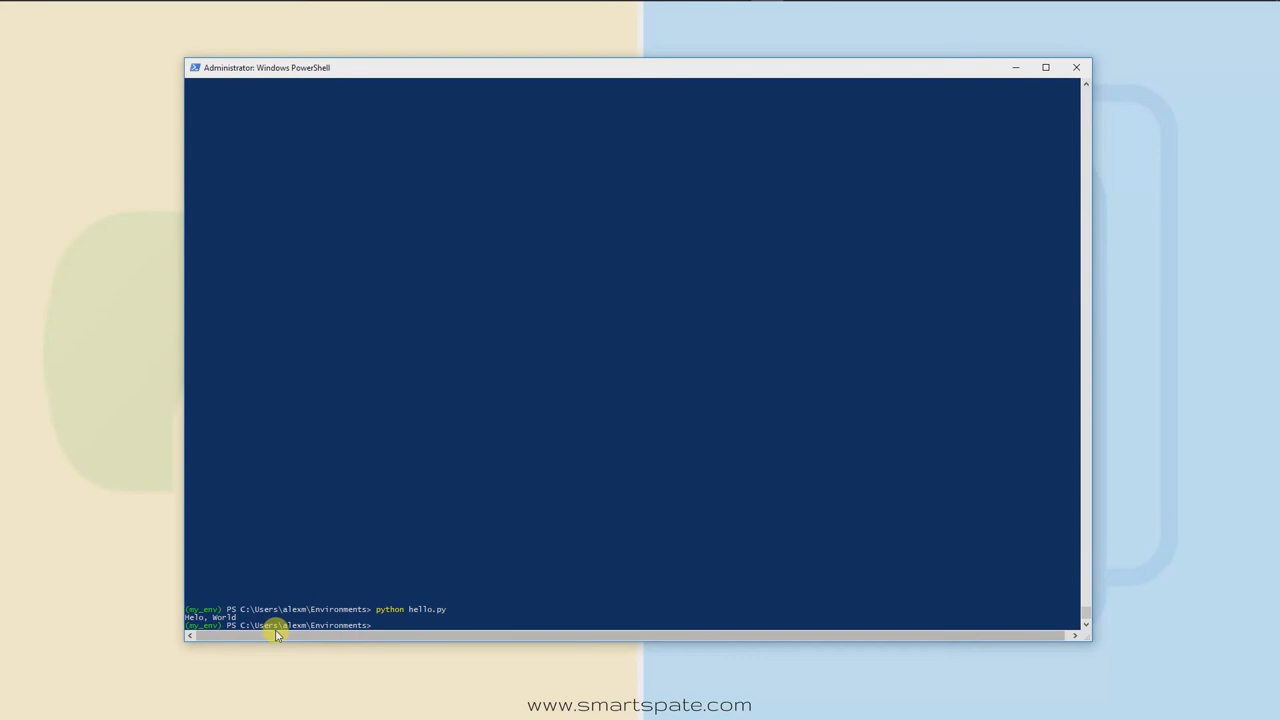 Administrator: Windows PowerShell
(my_env) PS C:\Users\alexm\Environments> python hello.py
Helo, World
(my_env) PS C:\Users\alexm\Environments>
www.smartspate.com